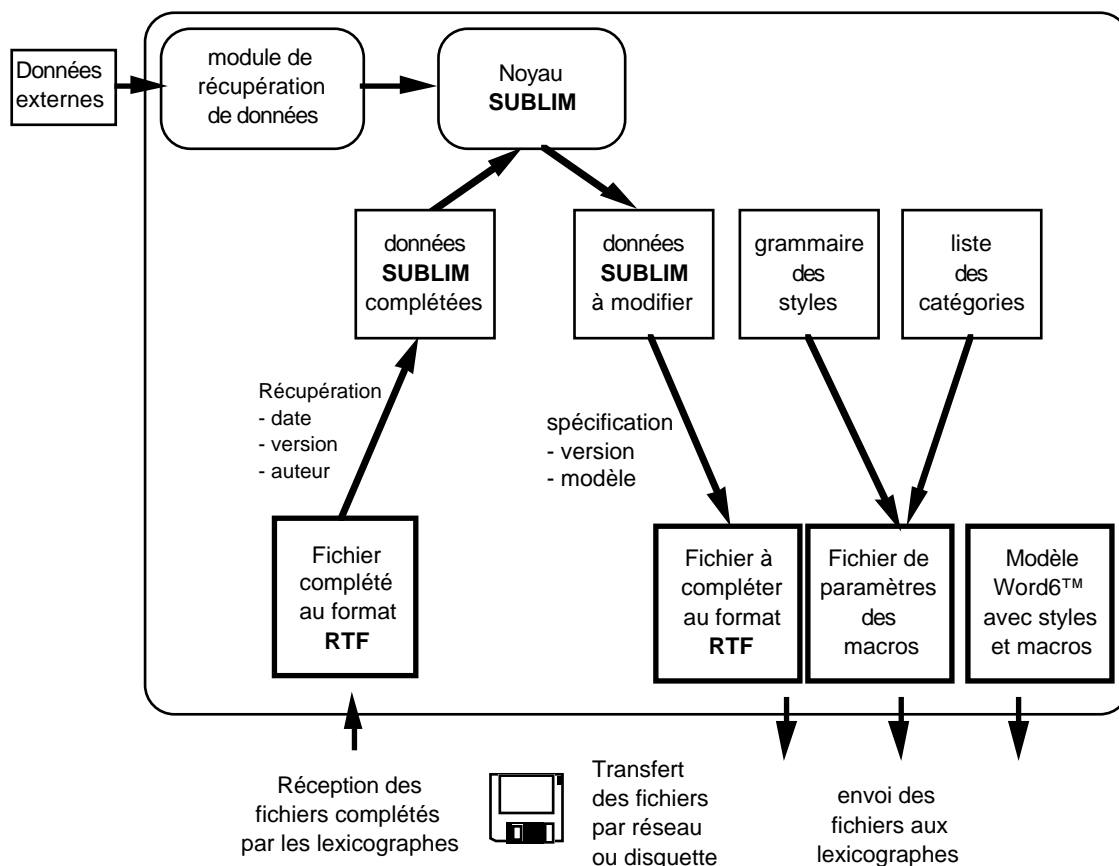 Données
externes
module de
récupération
de données
Noyau
SUBLIM
données
SUBLIM
complétées
données
SUBLIM
à modifier
grammaire
des
styles
liste
des
catégories
Récupération
- date
- version
- auteur
spécification
- version
- modèle
Fichier
complété
au format
RTF
Fichier à
compléter
au format
RTF
Fichier de
paramètres
des
macros
Modèle
Word6™
avec styles
et macros
Réception des
fichiers complétés
par les lexicographes
Transfert
des fichiers
par réseau
ou disquette
envoi des
fichiers aux
lexicographes